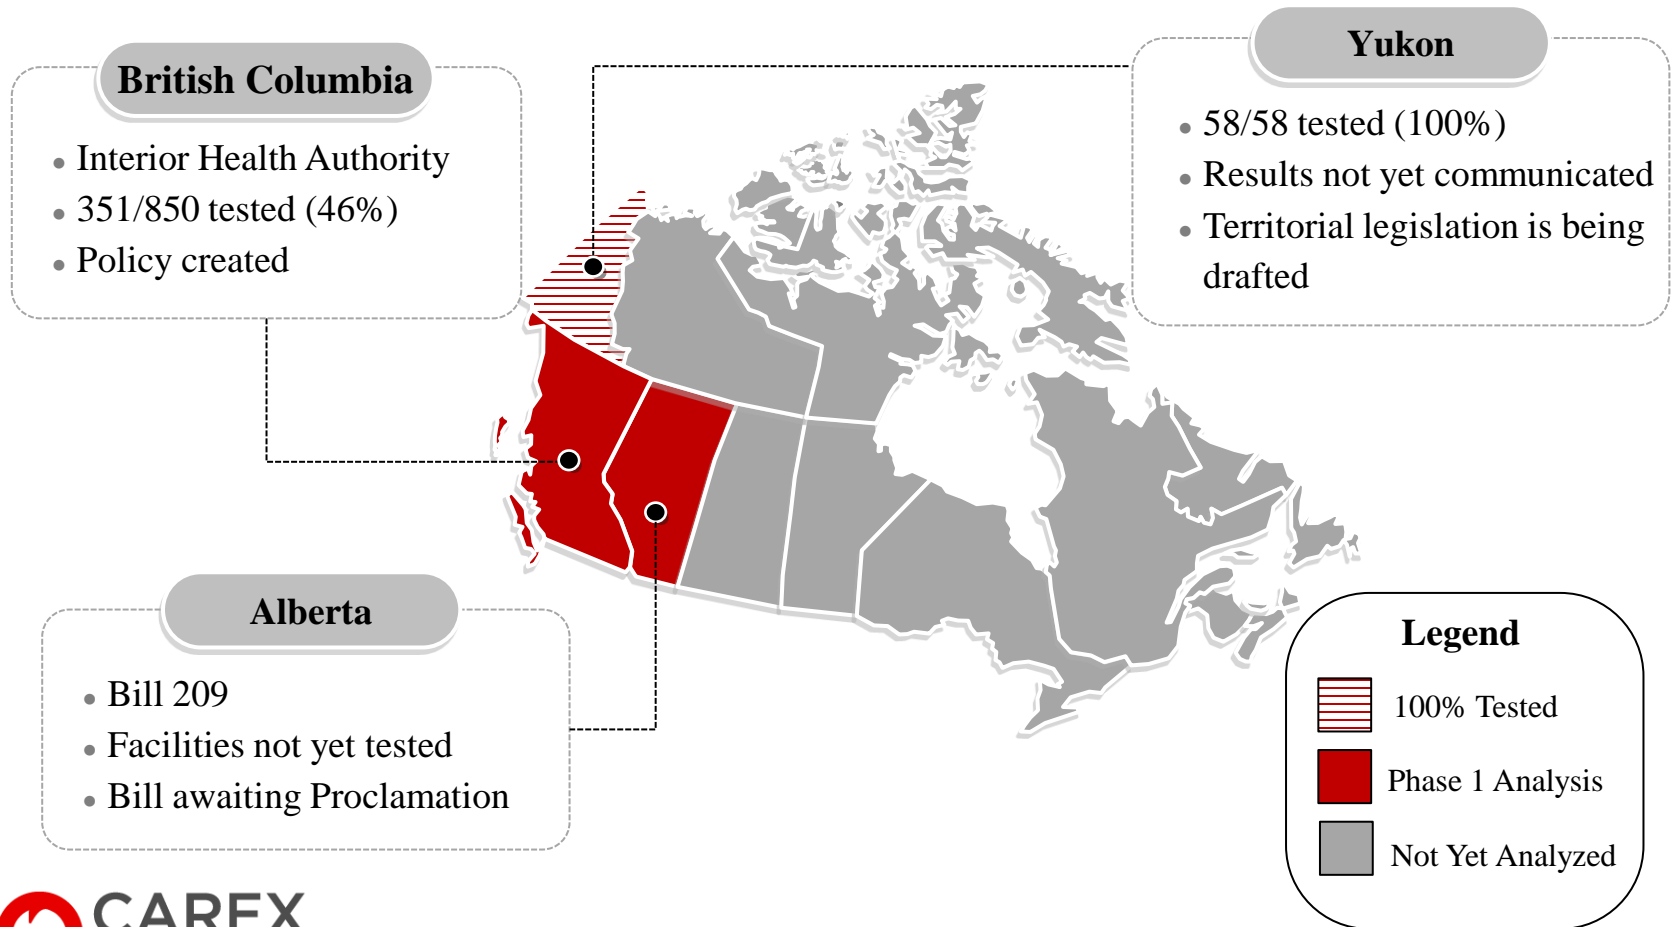 British Columbia
• Interior Health Authority
• 351/850 tested (46%)
• Policy created
Yukon
• 58/58 tested (100%)
• Results not yet communicated
• Territorial legislation is being
drafted
Alberta
• Bill 209
• Facilities not yet tested
• Bill awaiting Proclamation
Legend
100% Tested
Phase 1 Analysis
Not Yet Analyzed
CAREX